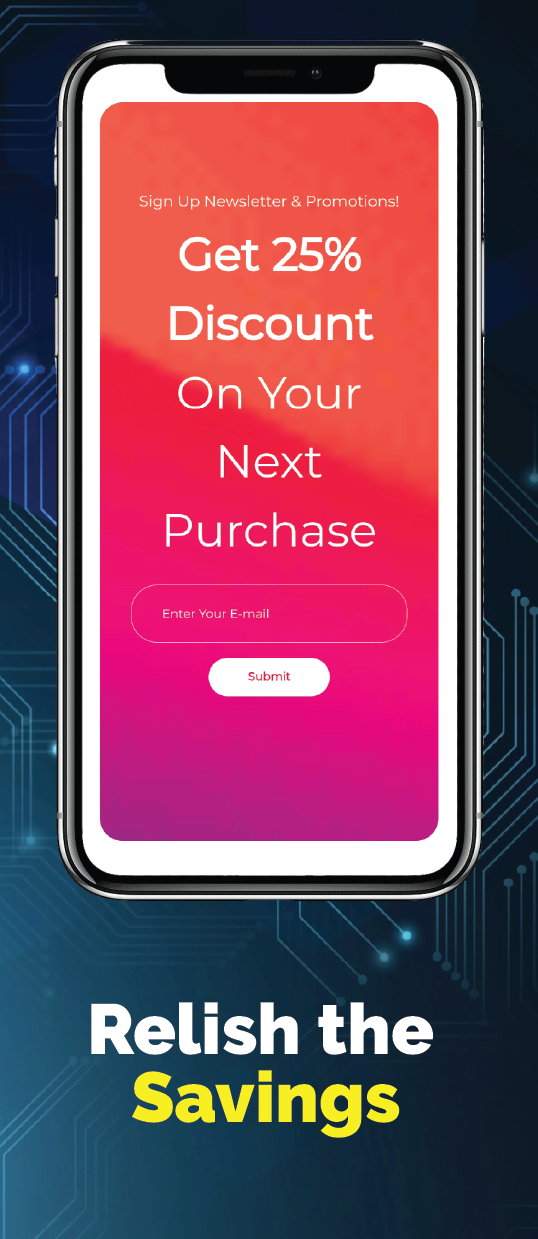 Sign Up Newsletter & Promotions!
Get 25%
Discount
On Your
Next
Purchase
Enter Your E-mail
Submit
Relish the
Savings